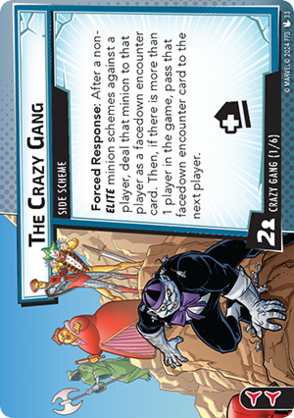 THE CRAZY GANG
SIDE SCHEME
Forced Response: After a non-
ELITE minion schemes against a
player, deal that minion to that
player as a facedown encounter
card. Then, if there is more than
1 player in the game, pass that
facedown encounter card to the
next player.
2
CRAZY GANG (1/6)
© MARVEL © 2024 FFG
33